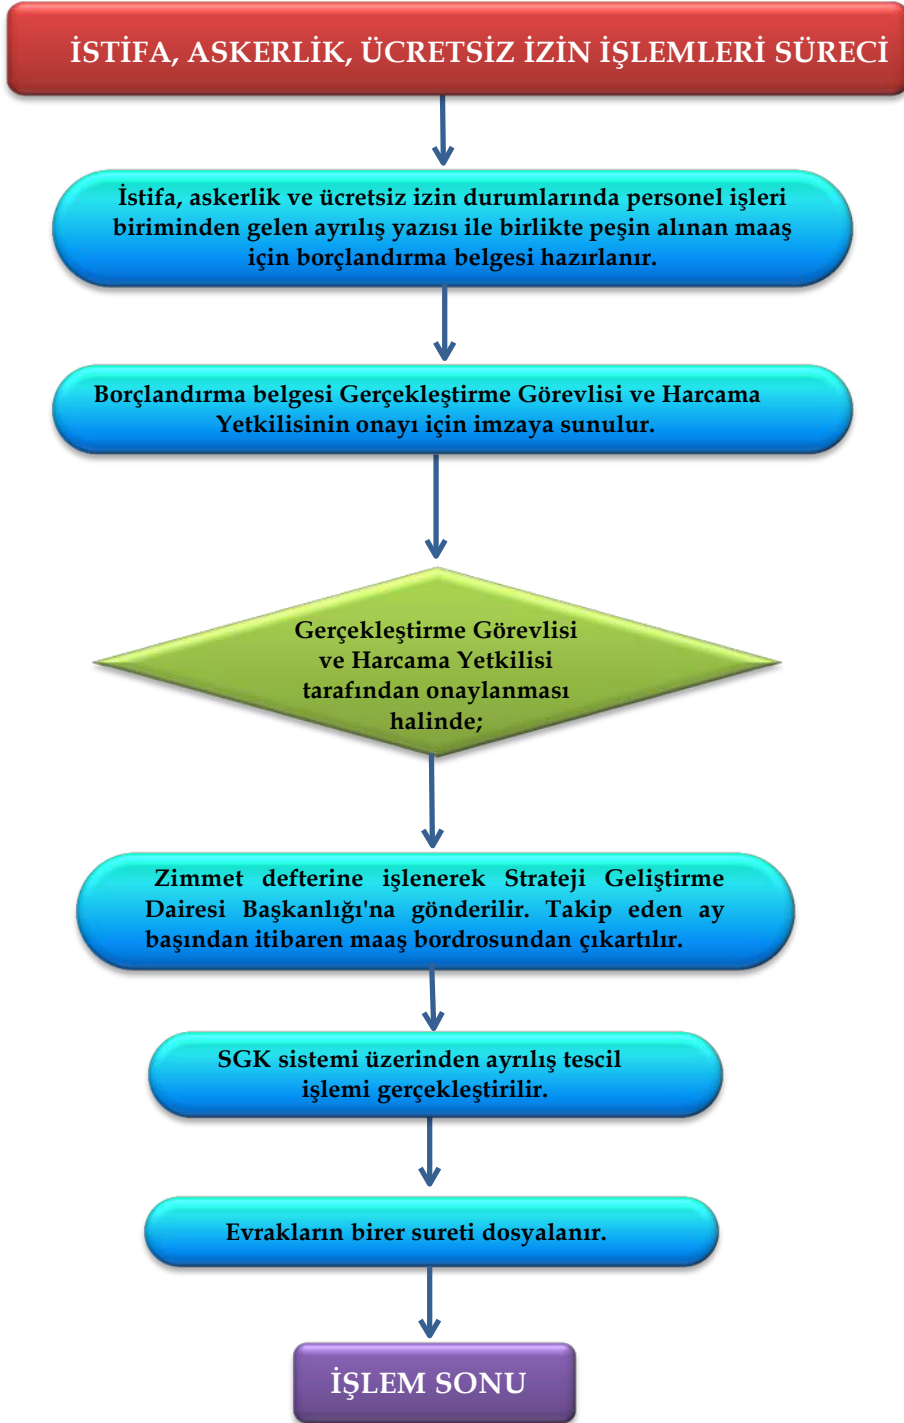 İSTİFA, ASKERLİK, ÜCRETSİZ İZİN İŞLEMLERİ SÜRECİ
İstifa, askerlik ve ücretsiz izin durumlarında personel işleri
biriminden gelen ayrılış yazısı ile birlikte peşin alınan maaş
için borçlandırma belgesi hazırlanır.
Borçlandırma belgesi Gerçekleştirme Görevlisi ve Harcama
Yetkilisinin onayı için imzaya sunulur.
Gerçekleştirme Görevlisi
ve Harcama Yetkilisi
tarafından onaylanması
halinde;
Zimmet defterine işlenerek Strateji Geliştirme
Dairesi Başkanlığı'na gönderilir. Takip eden ay
başından itibaren maaş bordrosundan çıkartılır.
SGK sistemi üzerinden ayrılış tescil
işlemi gerçekleştirilir.
Evrakların birer sureti dosyalanır.
İŞLEM SONU